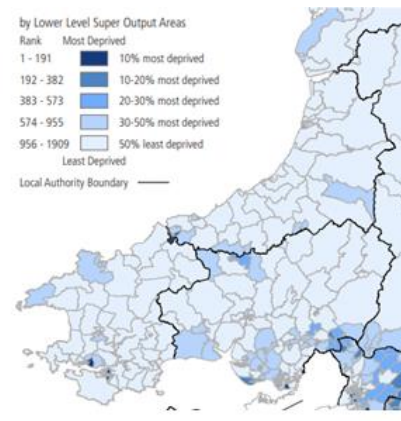 by Lower Level Super Output Areas
Rank Most Deprived
1 - 191 10% most deprived
192 - 382 10-20% most deprived
383 - 573 20-30% most deprived
574 - 955 30-50% most deprived
956 - 1909 50% least deprived
Least Deprived
Local Authority Boundary